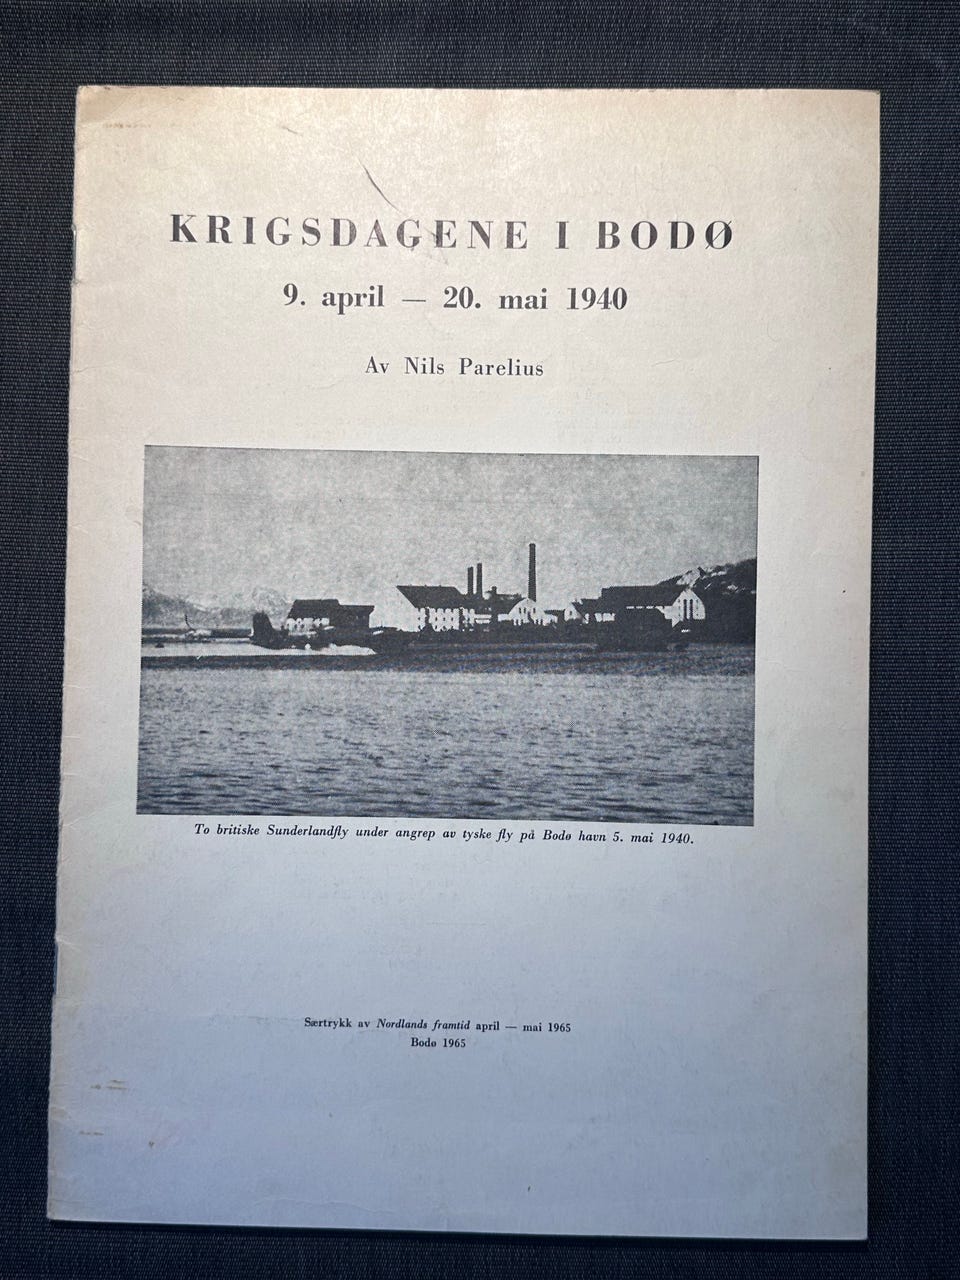 KRIGSDAGENE I BODØ
9. april — 20. mai 1940
Av Nils Parelius
To britiske Sunderlandfly under angrep av tyske fly på Bodø havn 5. mai 1940.
Særtrykk av Nordlands framtid april — mai 1965
Bodø 1965